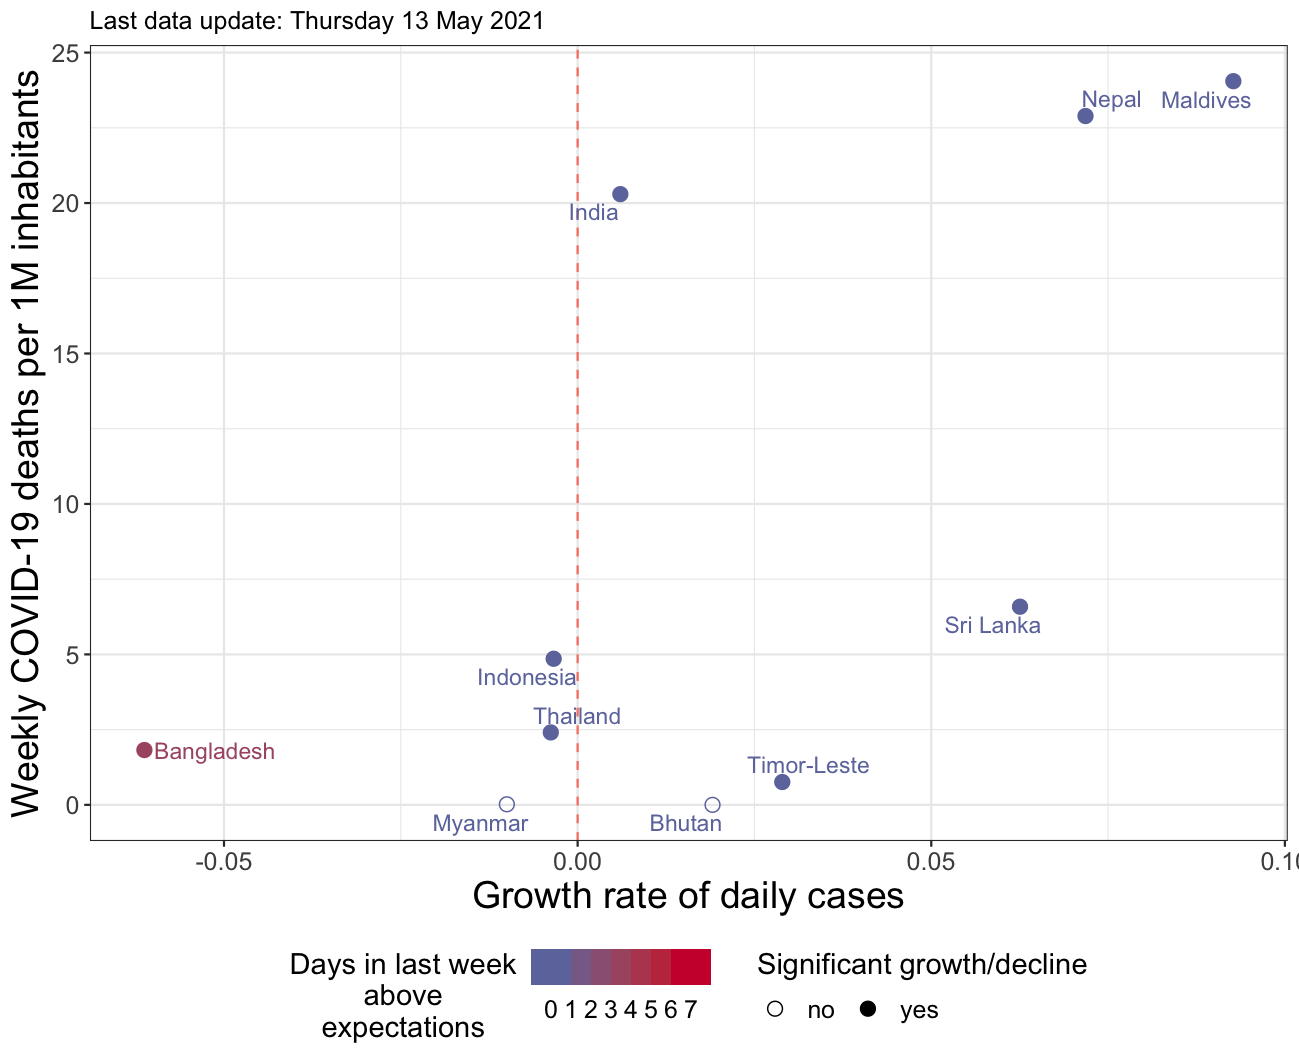 Last data update: Thursday 13 May 2021
Weekly COVID-19 deaths per 1M inhabitants
25
20
15
10
5
0
Nepal
Maldives
India
Sri Lanka
Indonesia
Thailand
Bangladesh
Timor-Leste
Myanmar
Bhutan
-0.05
0.00
0.05
0.10
Growth rate of daily cases
Days in last week
above
expectations
0 1 2 3 4 5 6 7
Significant growth/decline
no
yes